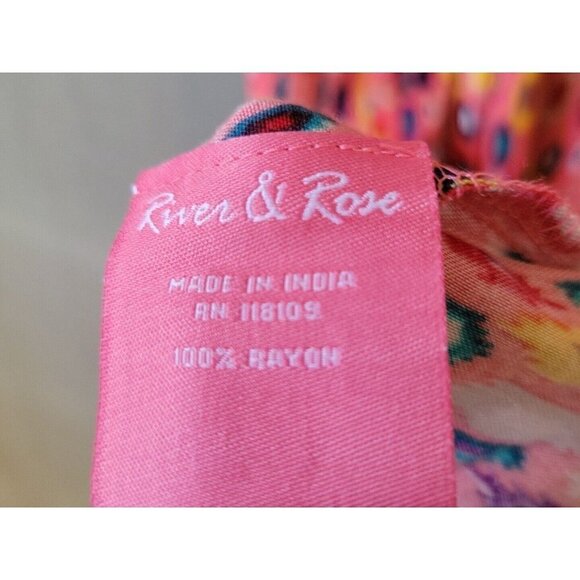 River & Rose
MADE IN INDIA
RN 118109
100% RAYON